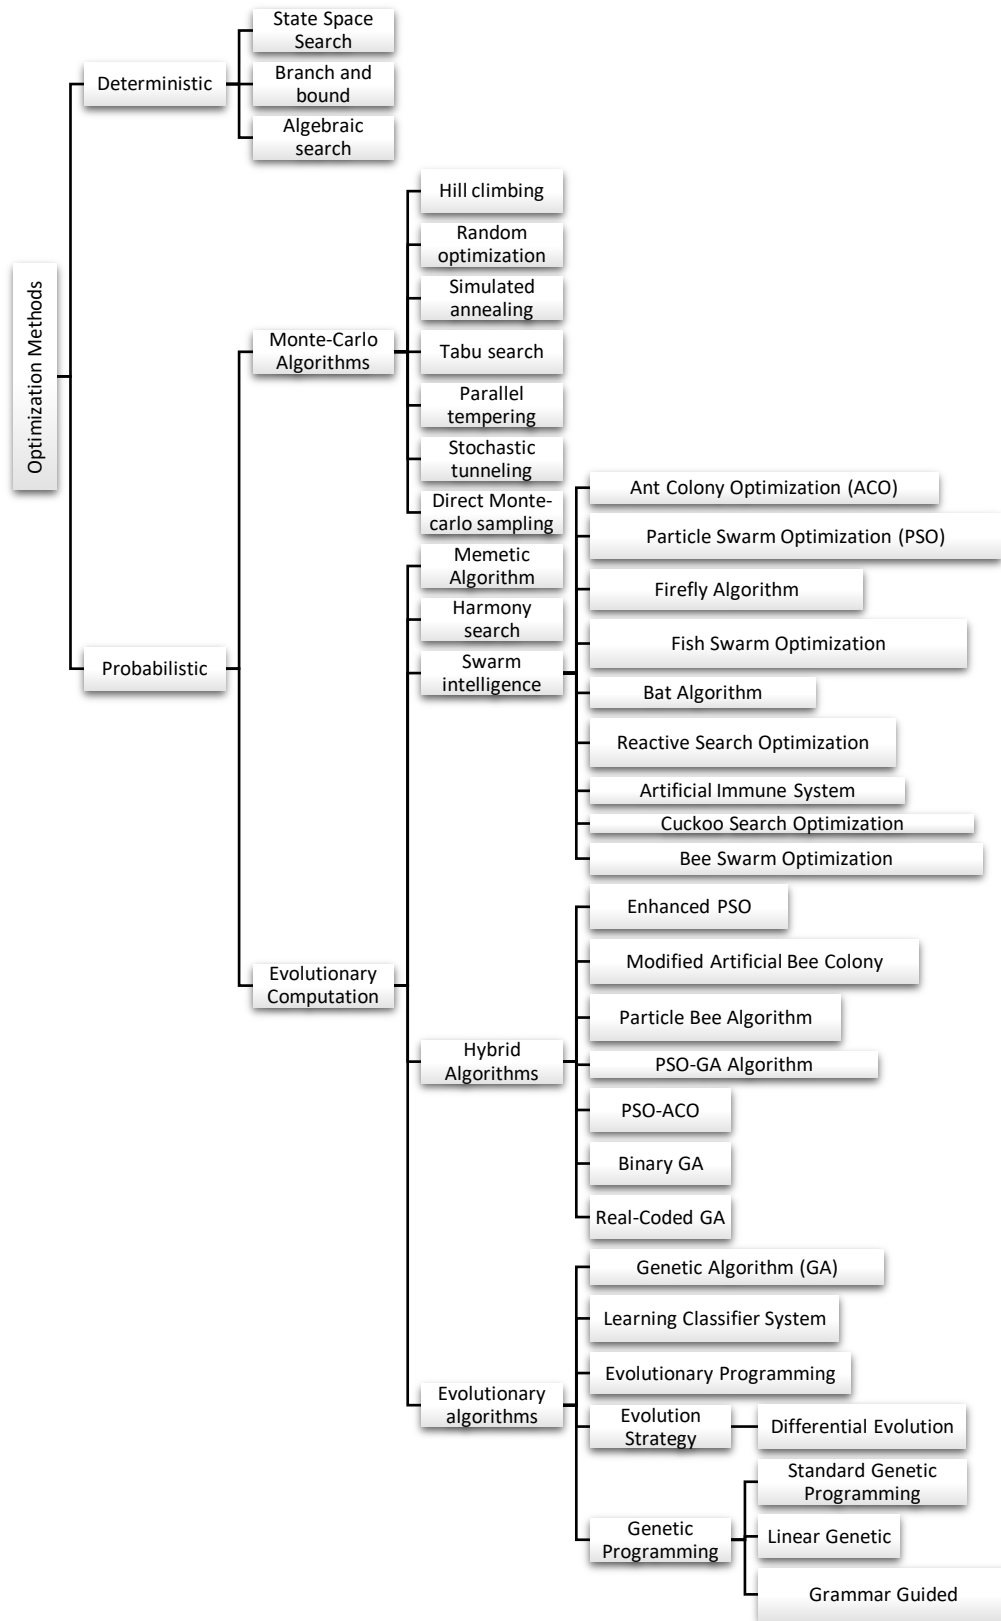 Optimization Methods
Deterministic
State Space
Search
Branch and
bound
Algebraic
search
Probabilistic
Monte-Carlo
Algorithms
Hill climbing
Random
optimization
Simulated
annealing
Tabu search
Parallel
tempering
Stochastic
tunneling
Direct Monte-
carlo sampling
Evolutionary
Computation
Memetic
Algorithm
Harmony
search
Swarm
intelligence
Ant Colony Optimization (ACO)
Particle Swarm Optimization (PSO)
Firefly Algorithm
Fish Swarm Optimization
Bat Algorithm
Reactive Search Optimization
Artificial Immune System
Cuckoo Search Optimization
Bee Swarm Optimization
Hybrid
Algorithms
Enhanced PSO
Modified Artificial Bee Colony
Particle Bee Algorithm
PSO-GA Algorithm
PSO-ACO
Binary GA
Real-Coded GA
Evolutionary
algorithms
Genetic Algorithm (GA)
Learning Classifier System
Evolutionary Programming
Evolution
Strategy
Differential Evolution
Genetic
Programming
Standard Genetic
Programming
Linear Genetic
Grammar Guided